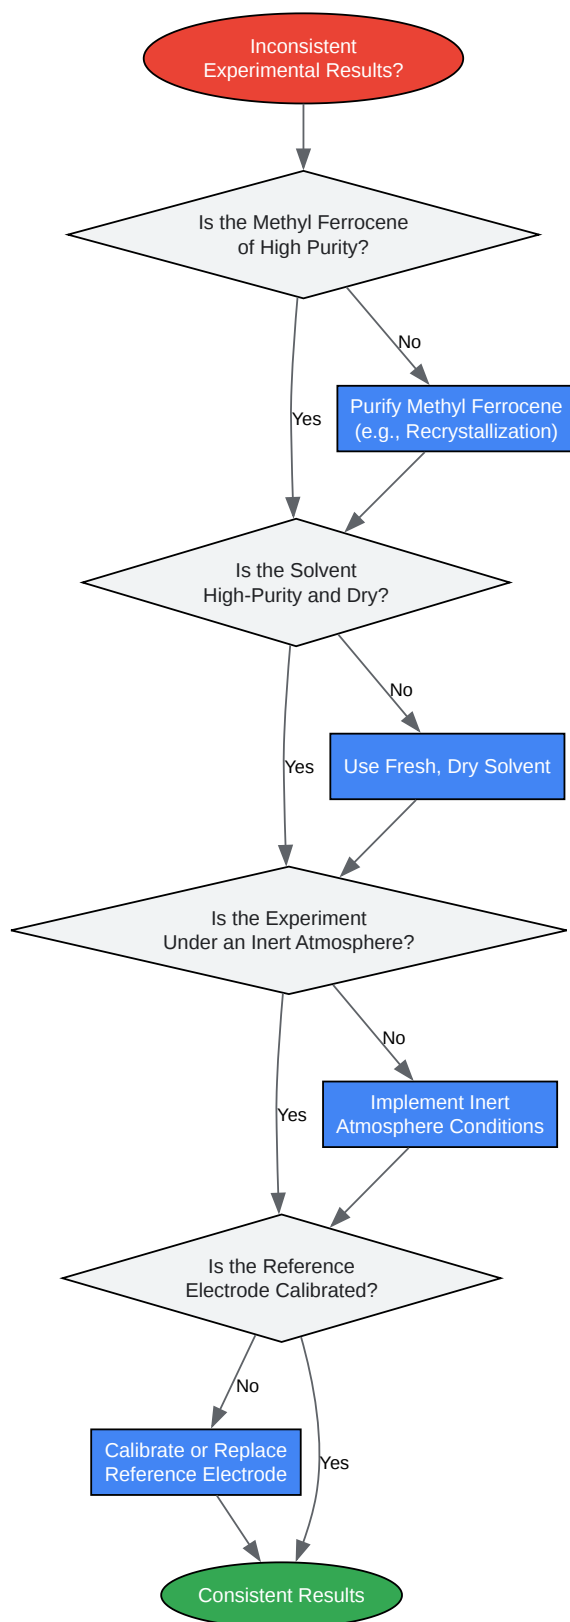 Inconsistent
Experimental Results?
Is the Methyl Ferrocene
of High Purity?
No
Yes
Purify Methyl Ferrocene
(e.g., Recrystallization)
Is the Solvent
High-Purity and Dry?
No
Yes
Use Fresh, Dry Solvent
Is the Experiment
Under an Inert Atmosphere?
No
Yes
Implement Inert
Atmosphere Conditions
Is the Reference
Electrode Calibrated?
No
Calibrate or Replace
Reference Electrode
Yes
Consistent Results